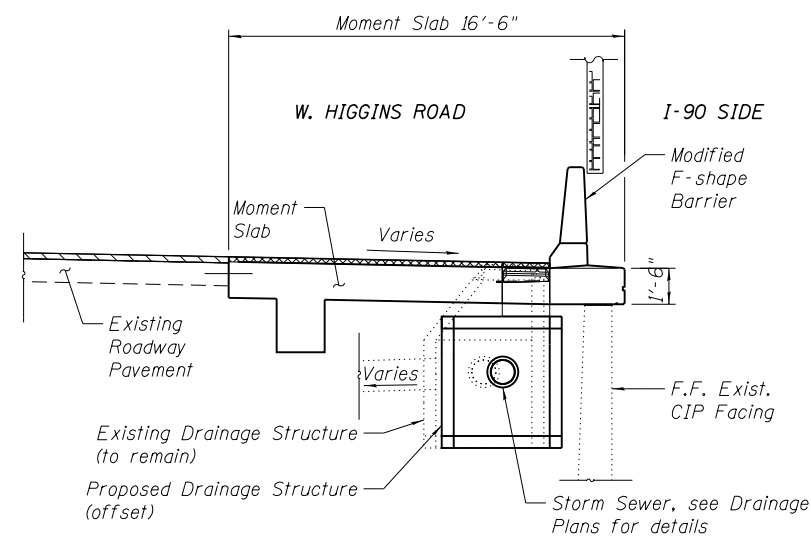 Moment Slab 16'-6"
W. HIGGINS ROAD
I-90 SIDE
Modified
F-shape
Barrier
Moment
Slab
Varies
1'-6"
Existing
Roadway
Pavement
Varies
F.F. Exist.
CIP Facing
Existing Drainage Structure
(to remain)
Proposed Drainage Structure
(offset)
Storm Sewer, see Drainage
Plans for details